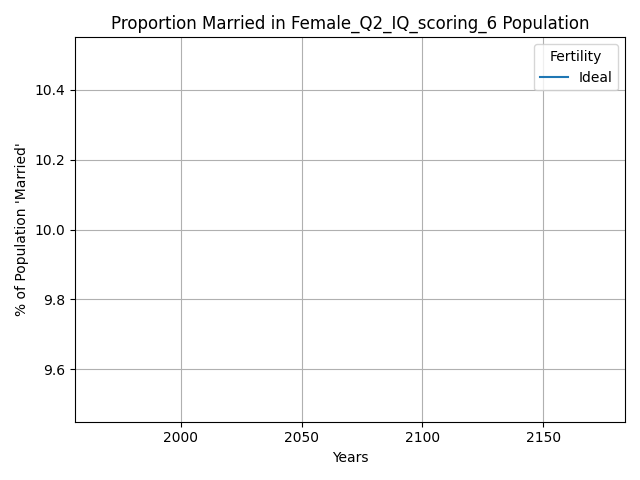 Proportion Married in Female_Q2_IQ_scoring_6 Population
Fertility
Ideal
10.4
10.2
10.0
9.8
9.6
% of Population 'Married'
2000 2050 2100 2150
Years